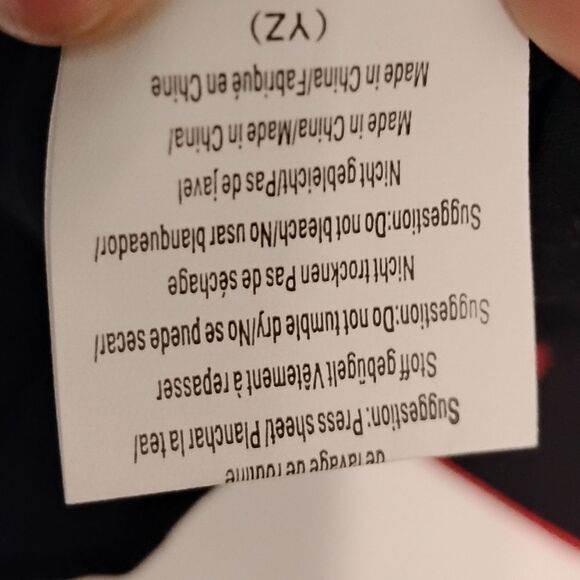 de lavage de routine
Suggestion: Press sheet/ Planchar la tea/
Stoff gebügelt Vêtement à repasser
Suggestion:Do not tumble dry/No se puede secar/
Nicht trocknen Pas de séchage
Suggestion:Do not bleach/No usar blanqueador/
Nicht gebleicht/Pas de javel
Made in China/Made in China/
Made in China/Fabriqué en Chine
(YZ)